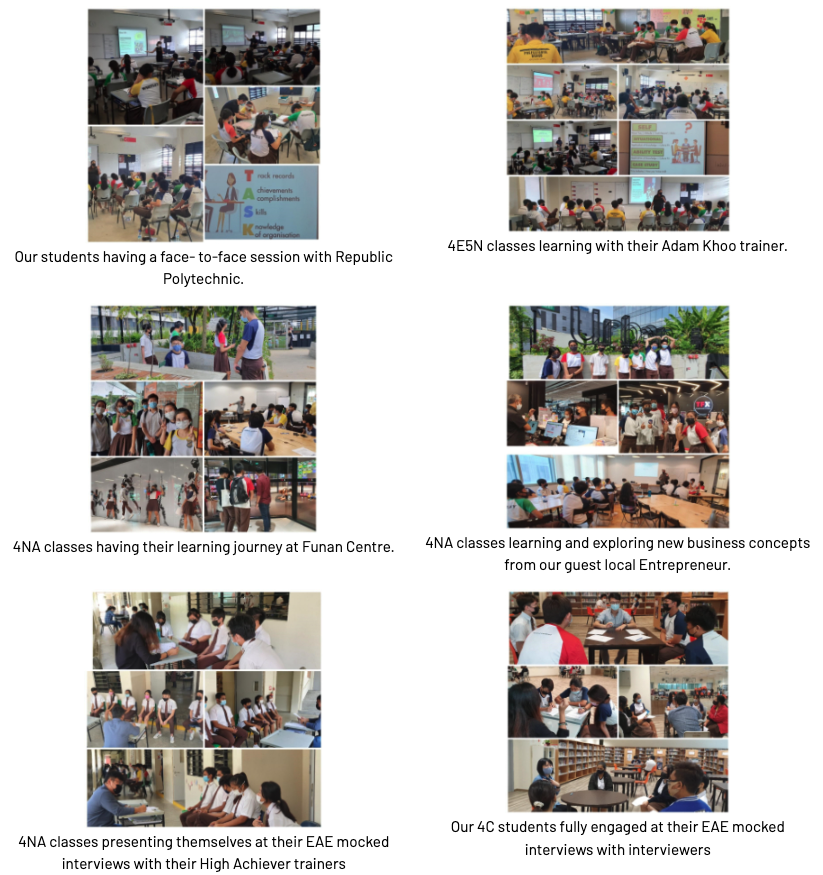 T rack records
A chievements
ccomplishments
S kills
K nowledge
of organisation
HELP
Our students having a face- to-face session with Republic
Polytechnic.
4E5N classes learning with their Adam Khoo trainer.
4NA classes having their learning journey at Funan Centre.
4NA classes learning and exploring new business concepts
from our guest local Entrepreneur.
4NA classes presenting themselves at their EAE mocked
interviews with their High Achiever trainers
Our 4C students fully engaged at their EAE mocked
interviews with interviewers